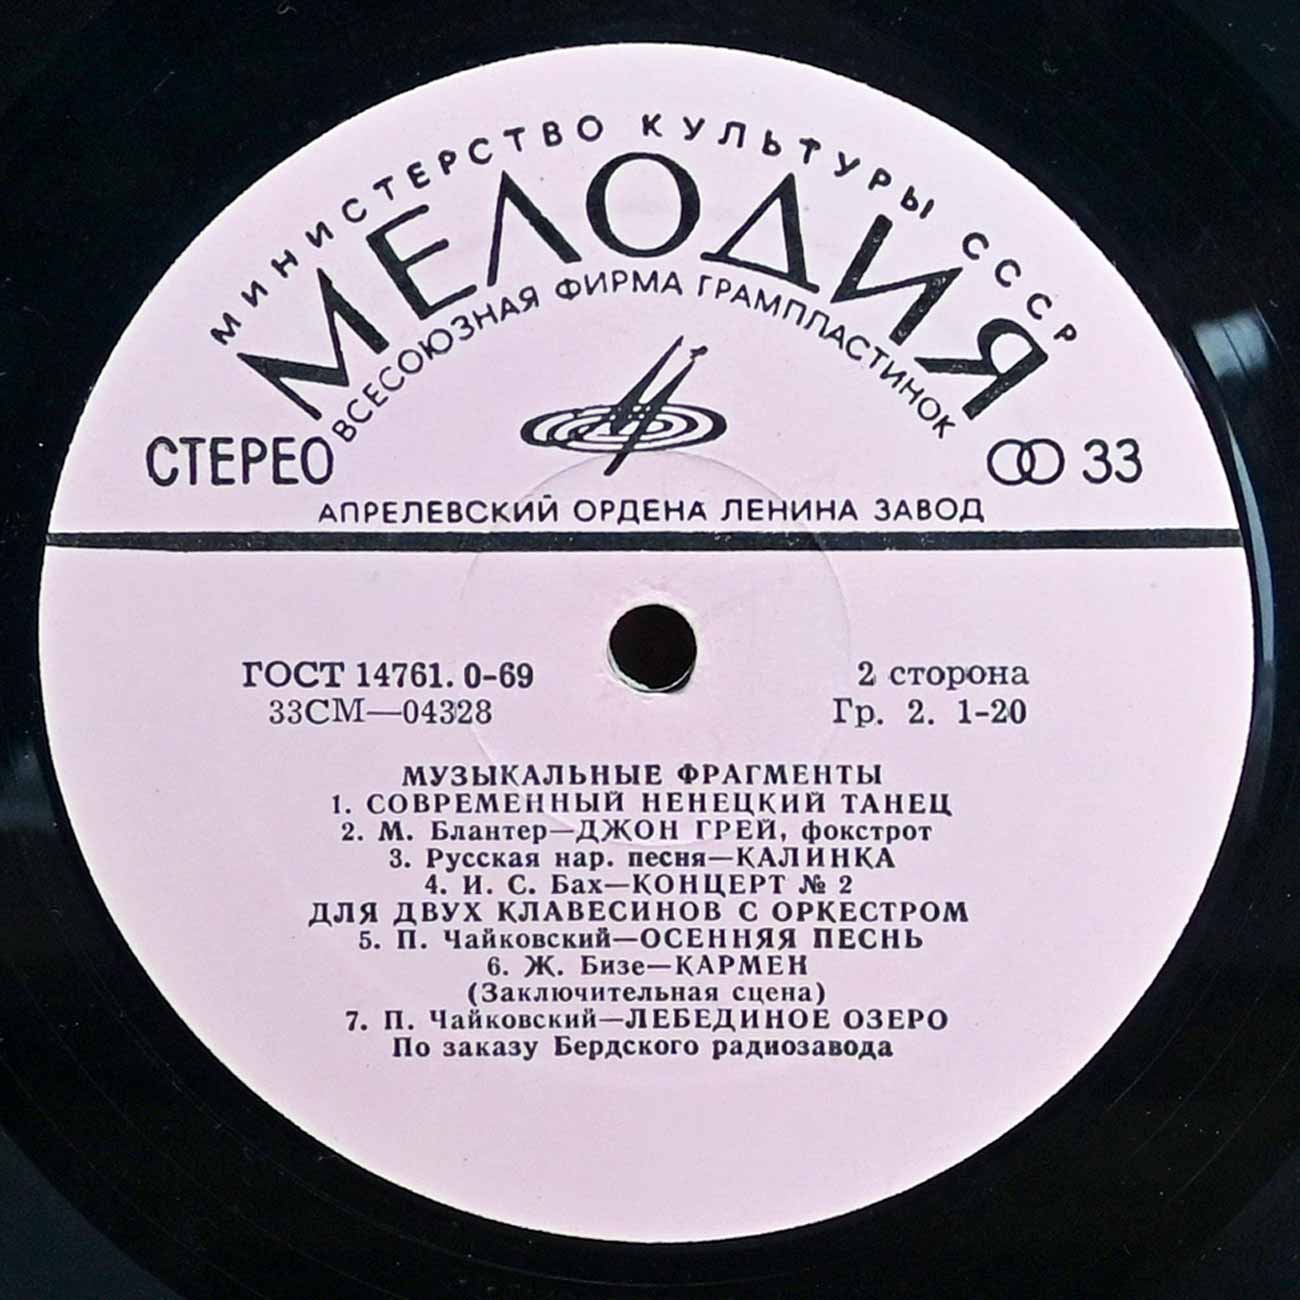 МИНИСТЕРСТВО КУЛЬТУРЫ СССР
МЕЛОДИЯ
ВСЕСОЮЗНАЯ ФИРМА ГРАМПЛАСТИНОК
СТЕРЕО 33
АПРЕЛЕВСКИЙ ОРДЕНА ЛЕНИНА ЗАВОД
ГОСТ 14761. 0-69 2 сторона
33СМ—04328 Гр. 2. 1-20
МУЗЫКАЛЬНЫЕ ФРАГМЕНТЫ
1. СОВРЕМЕННЫЙ НЕНЕЦКИЙ ТАНЕЦ
2. М. Блантер—ДЖОН ГРЕЙ, фокстрот
3. Русская нар. песня—КАЛИНКА
4. И. С. Бах—КОНЦЕРТ № 2
ДЛЯ ДВУХ КЛАВЕСИНОВ С ОРКЕСТРОМ
5. П. Чайковский—ОСЕННЯЯ ПЕСНЬ
6. Ж. Бизе—КАРМЕН
(Заключительная сцена)
7. П. Чайковский—ЛЕБЕДИНОЕ ОЗЕРО
По заказу Бердского радиозавода